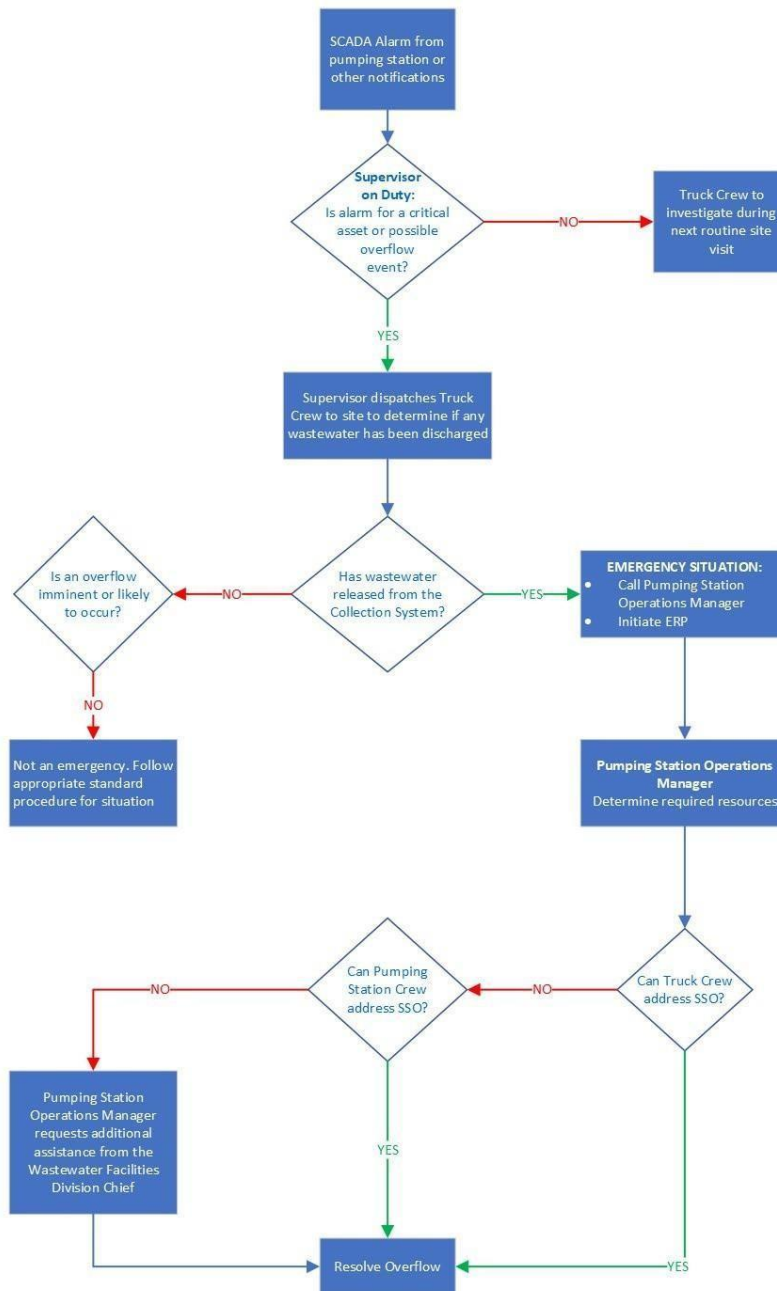 SCADA Alarm from
pumping station or
other notifications
Supervisor
on Duty:
Is alarm for a critical
asset or possible
overflow
event?
NO
Truck Crew to
investigate during
next routine site
visit
YES
Supervisor dispatches Truck
Crew to site to determine if any
wastewater has been discharged
Is an overflow
imminent or likely
to occur?
NO
Has wastewater
released from the
Collection System?
YES
EMERGENCY SITUATION:
• Call Pumping Station
Operations Manager
• Initiate ERP
NO
Not an emergency. Follow
appropriate standard
procedure for situation
Pumping Station Operations
Manager
Determine required resources
Can Truck Crew
address SSO?
NO
Can Pumping
Station Crew
address SSO?
NO
Pumping Station
Operations Manager
requests additional
assistance from the
Wastewater Facilities
Division Chief
YES
Resolve Overflow
YES